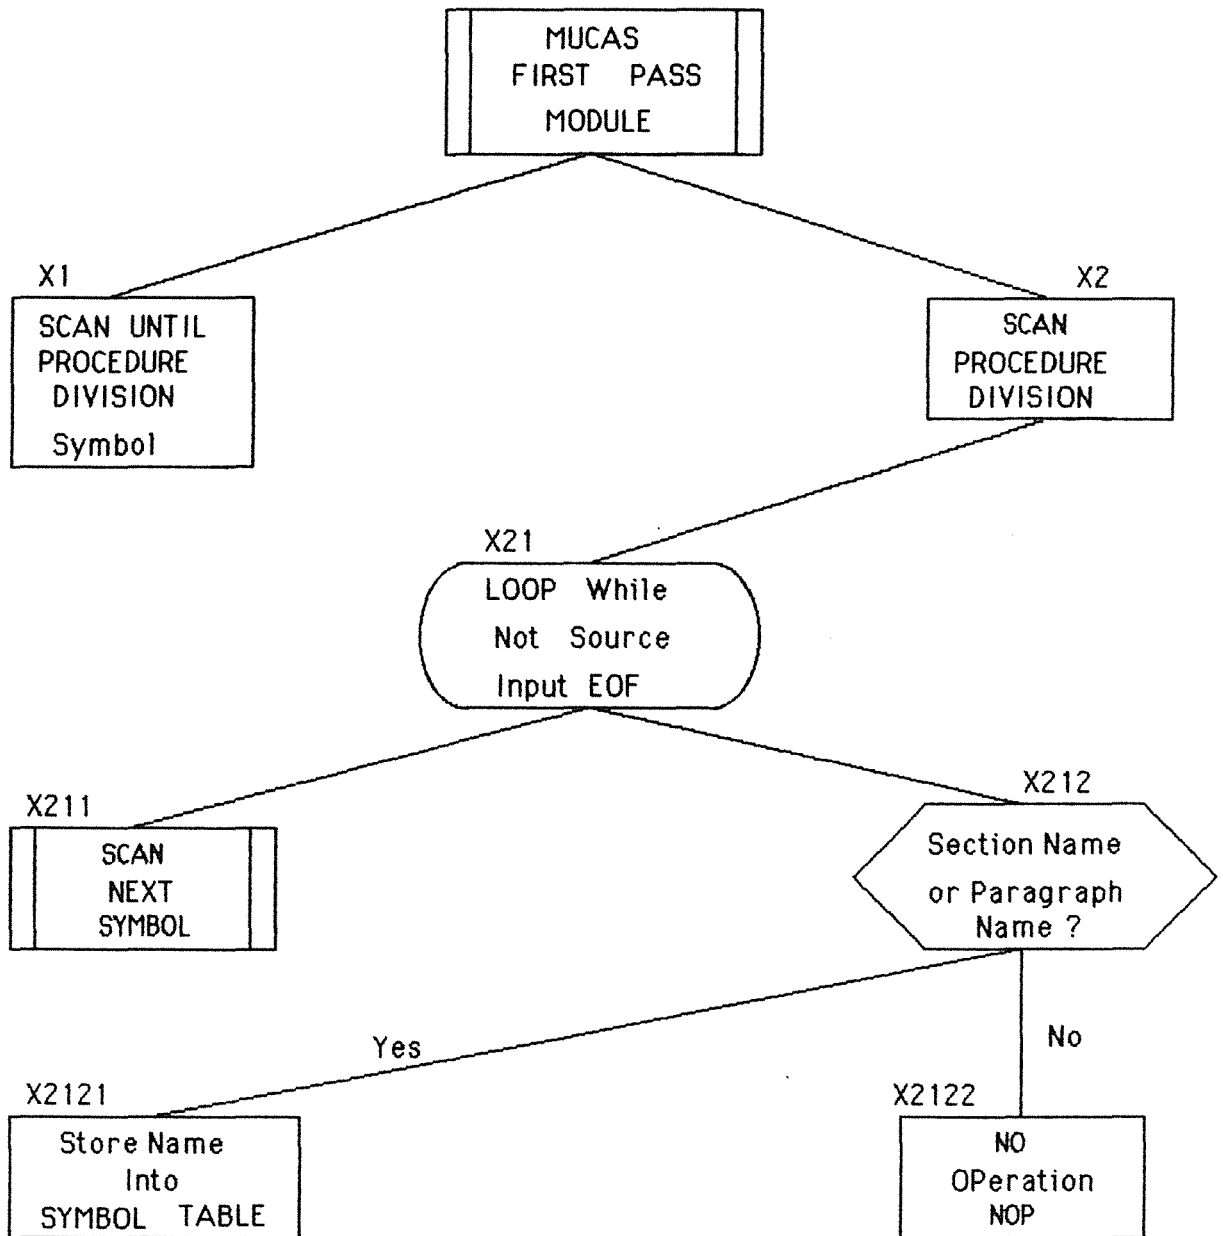 MUCAS
FIRST PASS
MODULE
X1
SCAN UNTIL
PROCEDURE
DIVISION
Symbol
X2
SCAN
PROCEDURE
DIVISION
X21
LOOP While
Not Source
Input EOF
X211
SCAN
NEXT
SYMBOL
X212
Section Name
or Paragraph
Name ?
Yes
No
X2121
Store Name
Into
SYMBOL TABLE
X2122
NO
OPeration
NOP